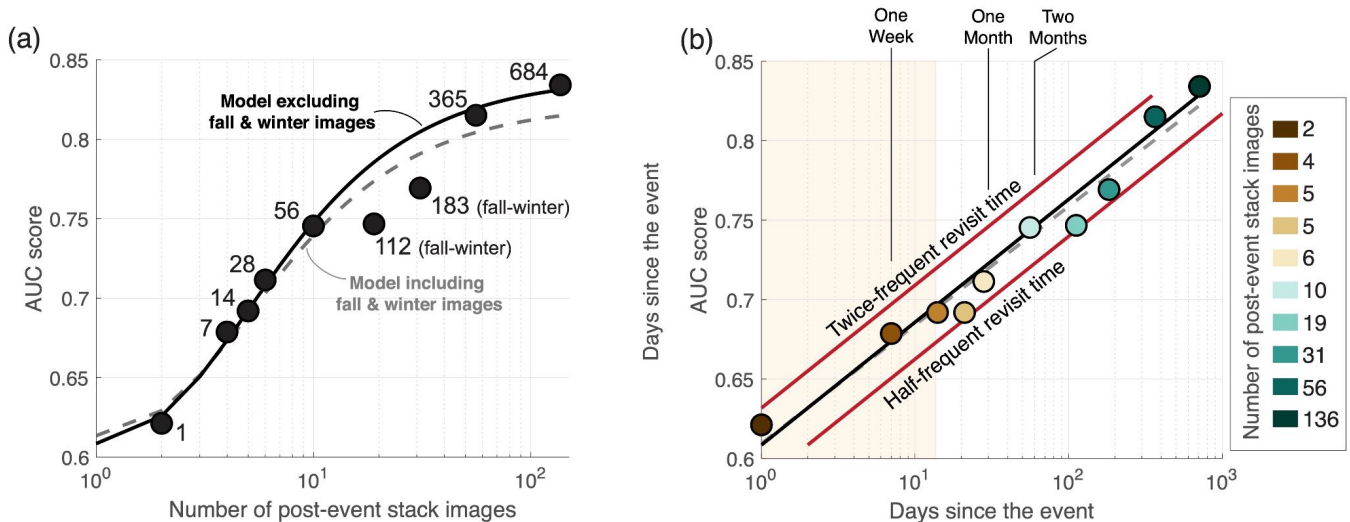 (a)
0.85
0.8
0.75
0.7
0.65
0.6
AUC score
10^0
10^1
10^2
Number of post-event stack images
Model excluding
fall & winter images
Model including
fall & winter images
684
365
183 (fall-winter)
112 (fall-winter)
56
28
14
7
1
Days since the event
(b)
One
Week
One
Month
Two
Months
0.85
0.8
0.75
0.7
0.65
0.6
AUC score
Twice-frequent revisit time
Half-frequent revisit time
10^0
10^1
10^2
10^3
Days since the event
Number of post-event stack images
2
4
5
5
6
10
19
31
56
136